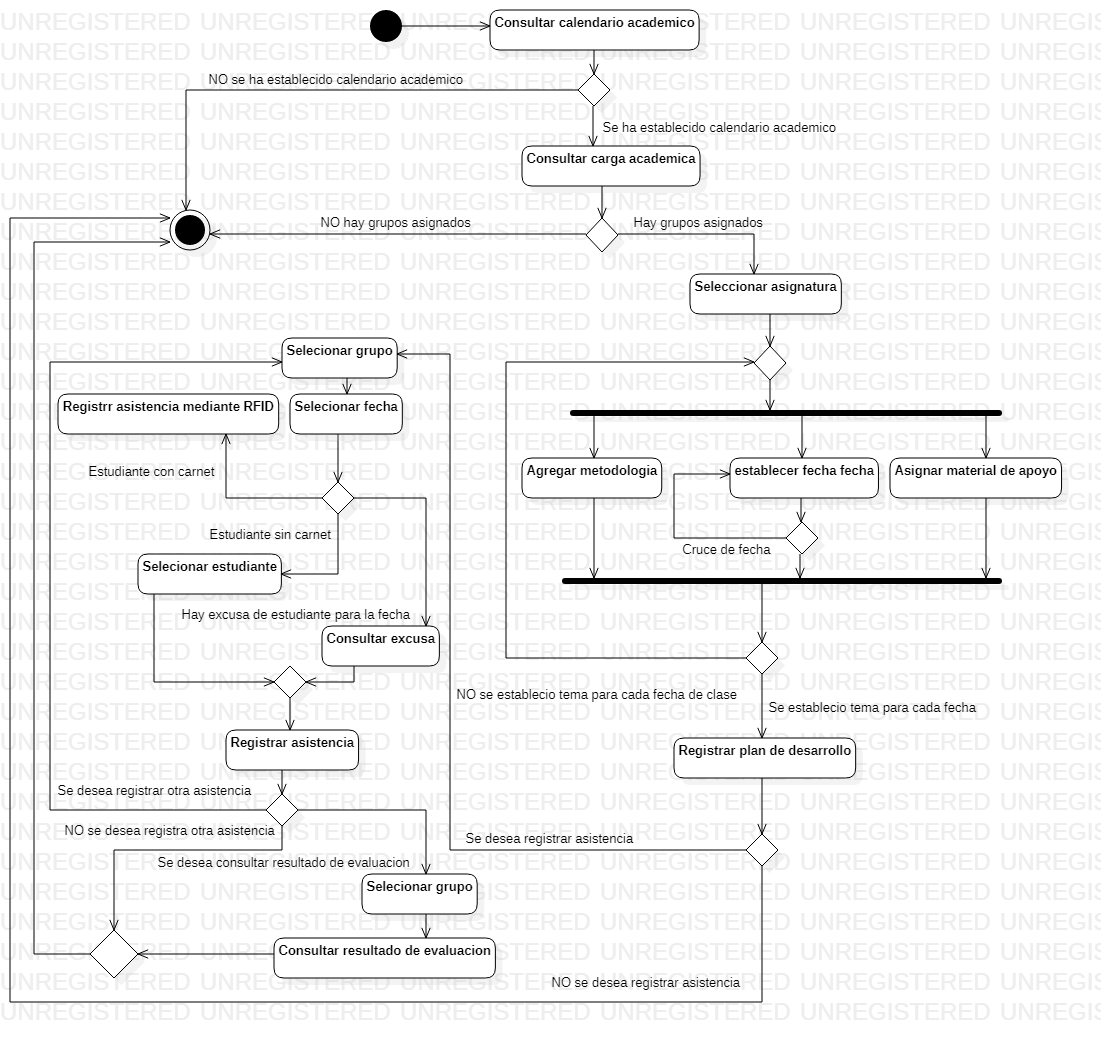 Consultar calendario academico
NO se ha establecido calendario academico
Se ha establecido calendario academico
Consultar carga academica
NO hay grupos asignados
Hay grupos asignados
Seleccionar asignatura
Selecionar grupo
Registrr asistencia mediante RFID
Selecionar fecha
Estudiante con carnet
Agregar metodologia
establecer fecha fecha
Asignar material de apoyo
Estudiante sin carnet
Cruce de fecha
Selecionar estudiante
Hay excusa de estudiante para la fecha
Consultar excusa
NO se establecio tema para cada fecha de clase
Se establecio tema para cada fecha
Registrar asistencia
Registrar plan de desarrollo
Se desea registrar otra asistencia
NO se desea registra otra asistencia
Se desea registrar asistencia
Se desea consultar resultado de evaluacion
Selecionar grupo
Consultar resultado de evaluacion
NO se desea registrar asistencia
UNREGISTERED